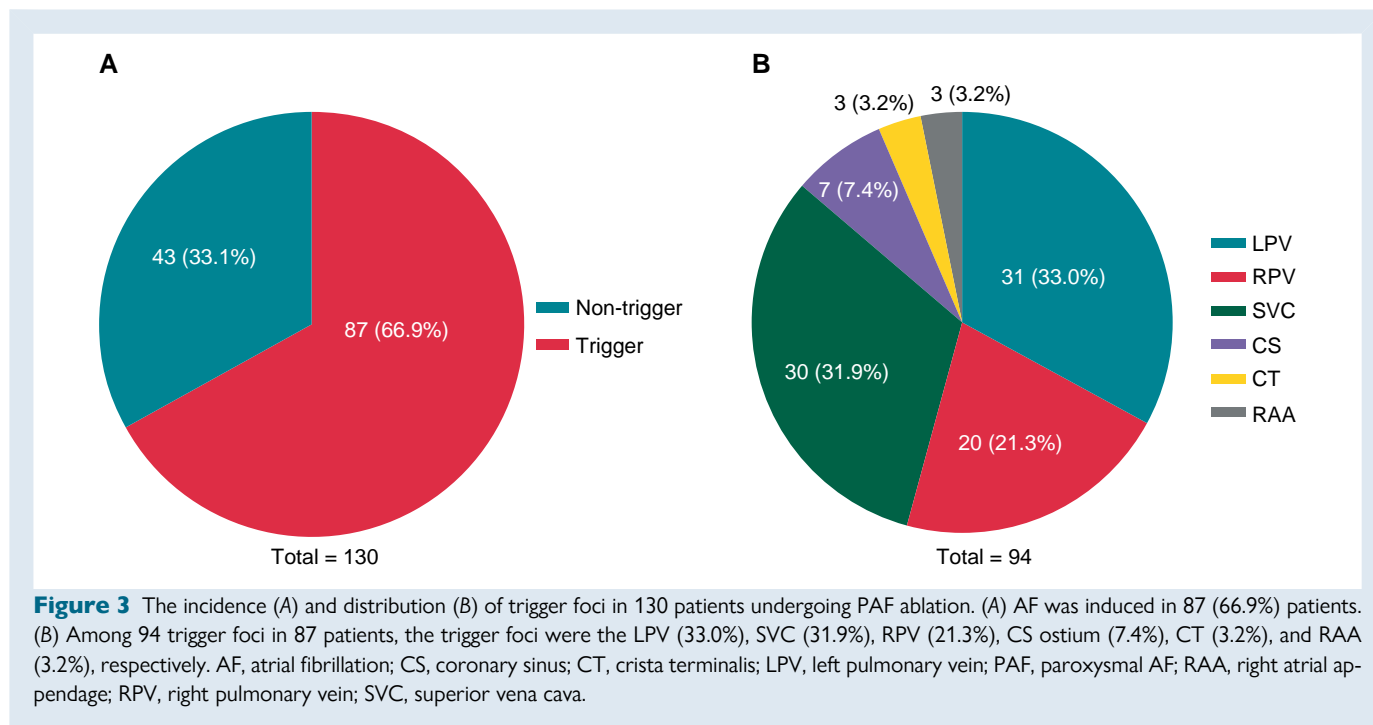 A
43 (33.1%)
87 (66.9%)
Non-trigger
Trigger
Total = 130
B
3 (3.2%)
3 (3.2%)
7 (7.4%)
31 (33.0%)
30 (31.9%)
20 (21.3%)
LPV
RPV
SVC
CS
CT
RAA
Total = 94
Figure 3 The incidence (A) and distribution (B) of trigger foci in 130 patients undergoing PAF ablation. (A) AF was induced in 87 (66.9%) patients.
(B) Among 94 trigger foci in 87 patients, the trigger foci were the LPV (33.0%), SVC (31.9%), RPV (21.3%), CS ostium (7.4%), CT (3.2%), and RAA
(3.2%), respectively. AF, atrial fibrillation; CS, coronary sinus; CT, crista terminalis; LPV, left pulmonary vein; PAF, paroxysmal AF; RAA, right atrial ap-
pendage; RPV, right pulmonary vein; SVC, superior vena cava.